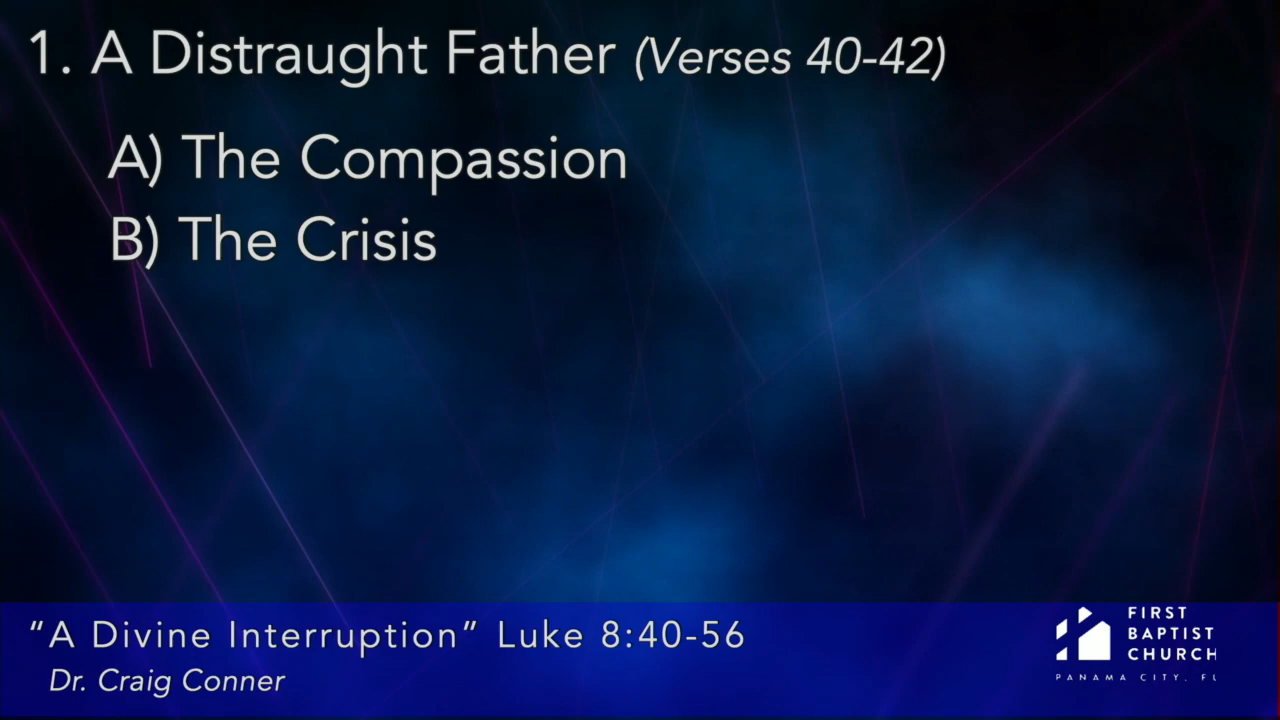 1. A Distraught Father (Verses 40-42)
A) The Compassion
B) The Crisis
“A Divine Interruption” Luke 8:40-56
Dr. Craig Conner
FIRST
BAPTIST
CHURCH
PANAMA CITY, FL